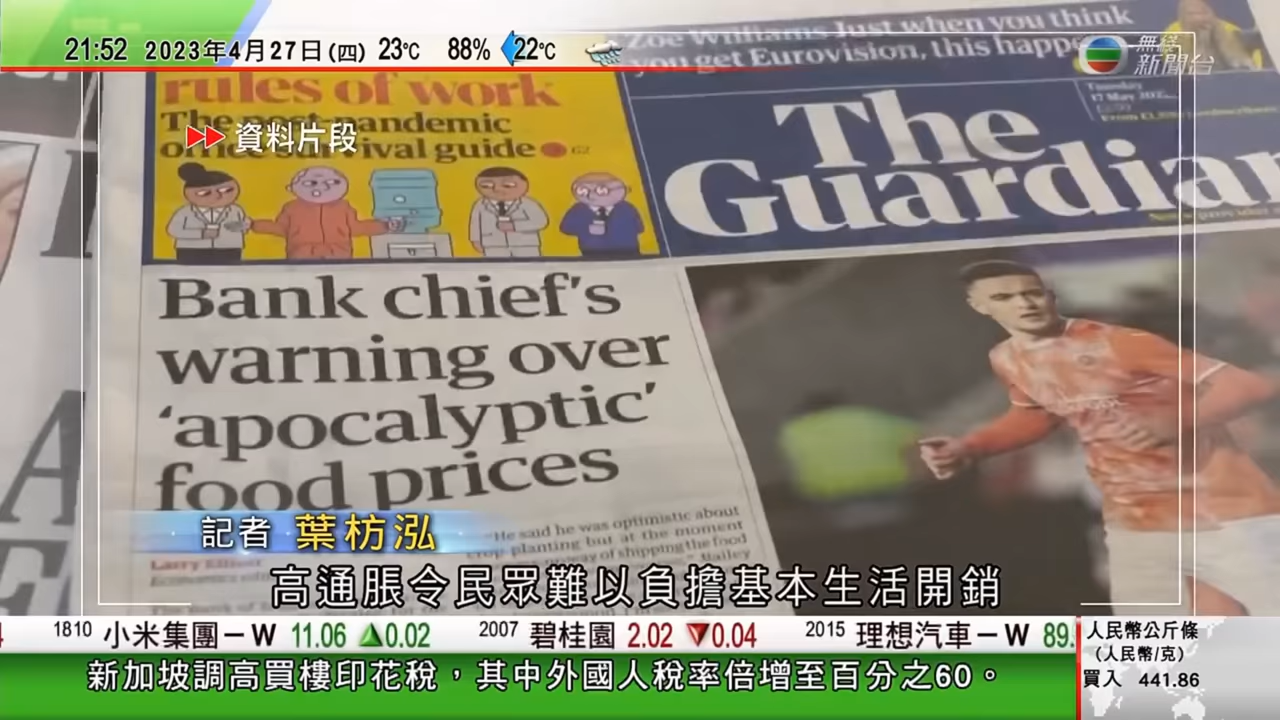 21:52 2023年4月27日(四) 23℃ 88% 22℃
無綫
新聞台
Zoe Williams Just when you think
you get Eurovision, this happe
rules of work
The post-pandemic
office survival guide G2
資料片段
The
Guardian
Tuesday
17 May
Bank chief's
warning over
'apocalyptic'
food prices
"He said he was optimistic about
crop planting but at the moment
way of shipping the food
Bailey
Larry Elliott
Economics
記者 葉枋泓
高通脹令民眾難以負擔基本生活開銷
1810 小米集團－W 11.06 ▲0.02 2007 碧桂園 2.02 ▼0.04 2015 理想汽車－W 89
人民幣公斤條
(人民幣/克)
買入 441.86
新加坡調高買樓印花稅，其中外國人稅率倍增至百分之60。